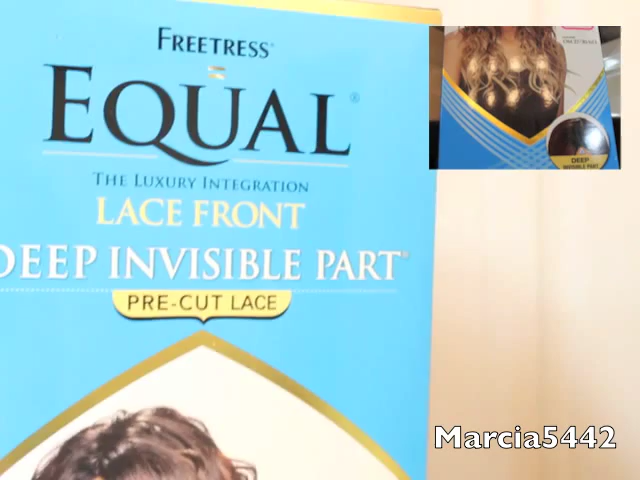 FREETRESS®
EQUAL®
THE LUXURY INTEGRATION
LACE FRONT
DEEP INVISIBLE PART®
PRE-CUT LACE
DEEP
INVISIBLE PART
Marcia5442